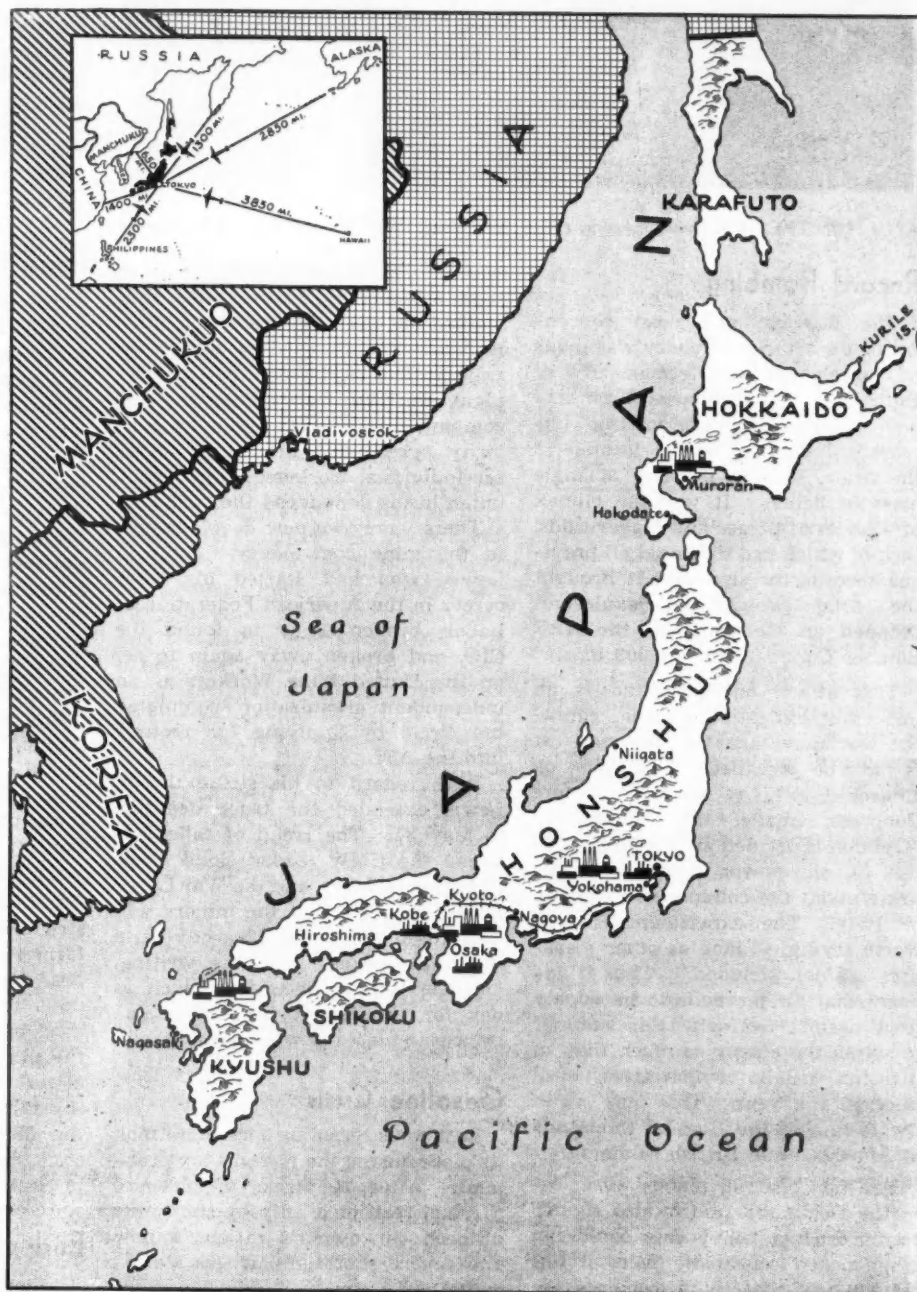 RUSSIA
ALASKA
MANCHUKUO
CHINA
1300 MI.
2850 MI.
TOKYO
3850 MI.
HAWAII
2300 MI.
PHILIPPINES
RUSSIA
MANCHUKUO
Vladivostok
KOREA
Sea of
Japan
JAPAN
KARAFUTO
KURILE
IS.
HOKKAIDO
Muroran
Hakodate
HONSHU
Niigata
TOKYO
Yokohama
Kyoto
Kobe
Nagoya
Osaka
Hiroshima
SHIKOKU
Nagasaki
KYUSHU
Pacific Ocean